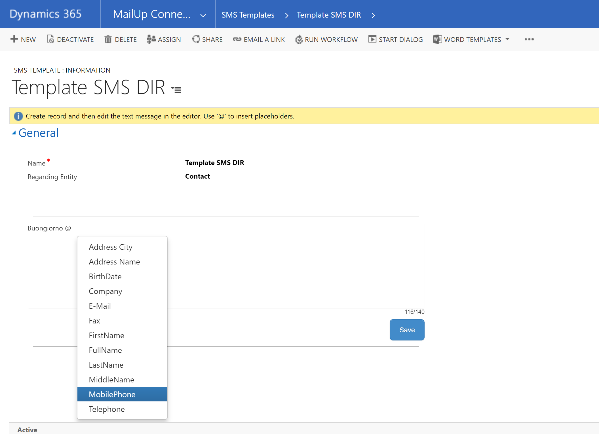 Dynamics 365 MailUp Conne... SMS Templates Template SMS DIR
NEW DEACTIVATE DELETE ASSIGN SHARE EMAIL A LINK RUN WORKFLOW START DIALOG WORD TEMPLATES
SMS TEMPLATE : INFORMATION
Template SMS DIR
Create record and then edit the text message in the editor. Use '@' to insert placeholders.
General
Name* Template SMS DIR
Regarding Entity Contact
Buongiorno @
Address City
Address Name
BirthDate
Company
E-Mail
Fax
FirstName
FullName
LastName
MiddleName
MobilePhone
Telephone
Save
Active